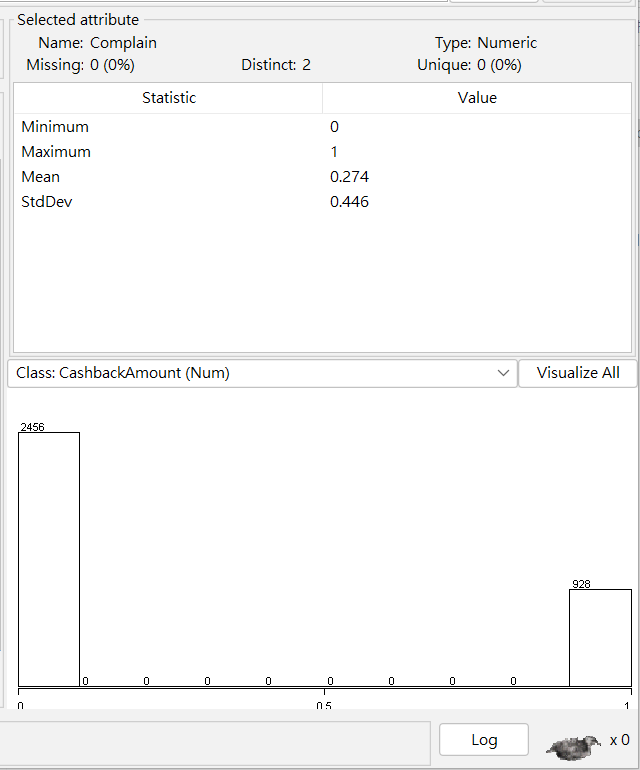 Selected attribute
Name: Complain Type: Numeric
Missing: 0 (0%) Distinct: 2 Unique: 0 (0%)
Statistic Value
Minimum 0
Maximum 1
Mean 0.274
StdDev 0.446
Class: CashbackAmount (Num) Visualize All
2456
928
0 0 0 0 0 0 0 0
0 0.5 1
Log x 0